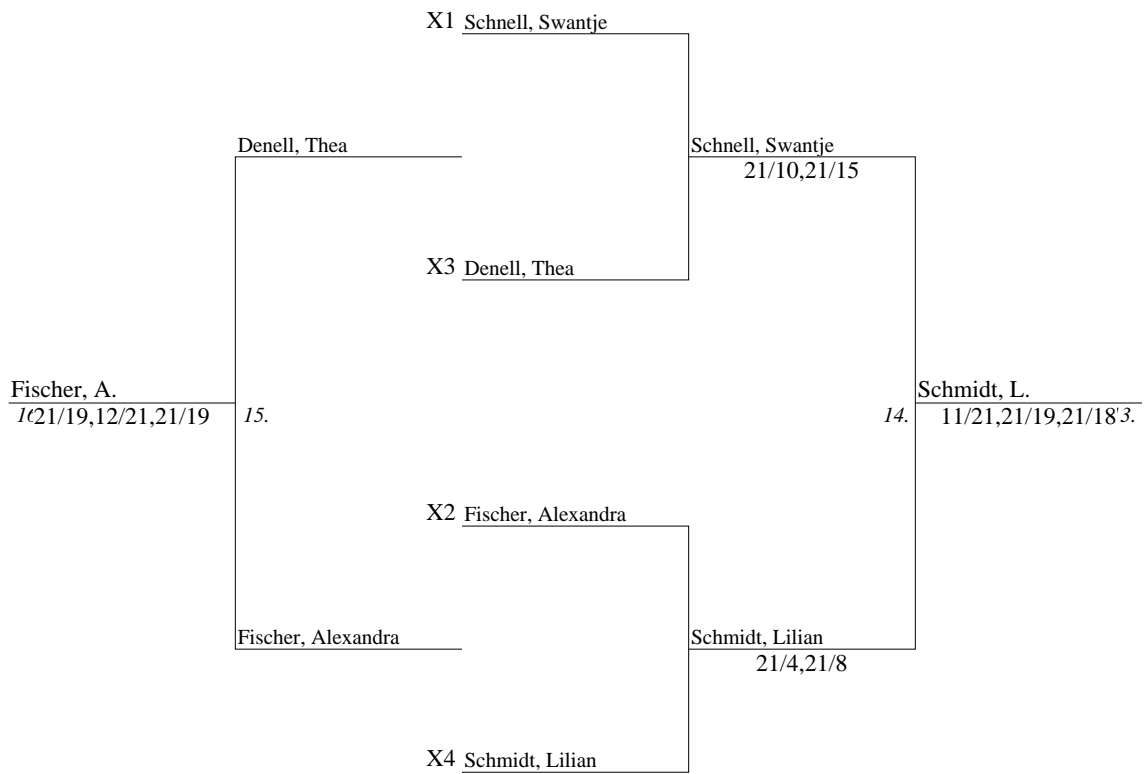 X1 Schnell, Swantje
Denell, Thea
Schnell, Swantje
21/10,21/15
X3 Denell, Thea
Fischer, A.
21/19,12/21,21/19
15.
Schmidt, L.
14.
11/21,21/19,21/18
3.
X2 Fischer, Alexandra
Fischer, Alexandra
Schmidt, Lilian
21/4,21/8
X4 Schmidt, Lilian